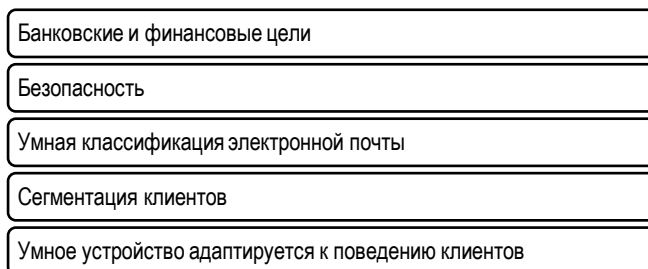 Банковские и финансовые цели
Безопасность
Умная классификация электронной почты
Сегментация клиентов
Умное устройство адаптируется к поведению клиентов